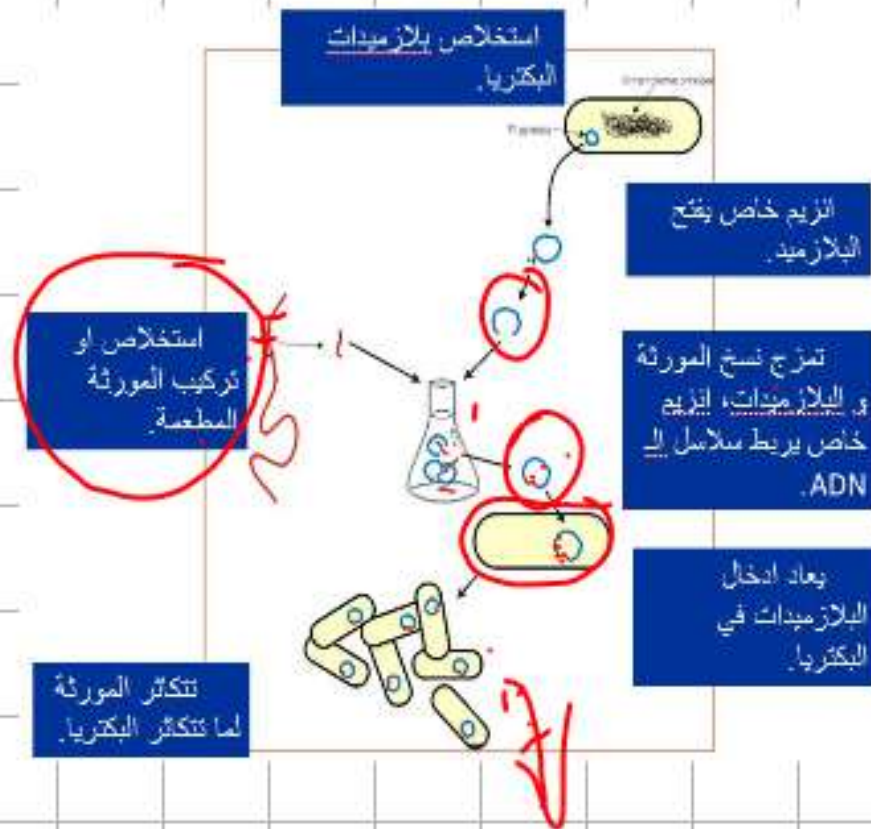 استخلاص بلازميدات
البكتريا.
انزيم خاص يفتح
البلازميد.
استخلاص او
تركيب المورثة
المطعمة.
تمزج نسخ المورثة
و البلازميدات، انزيم
خاص يربط سلاسل الـ
ADN.
يعاد ادخال
البلازميدات في
البكتريا.
تتكاثر المورثة
لما تتكاثر البكتريا.